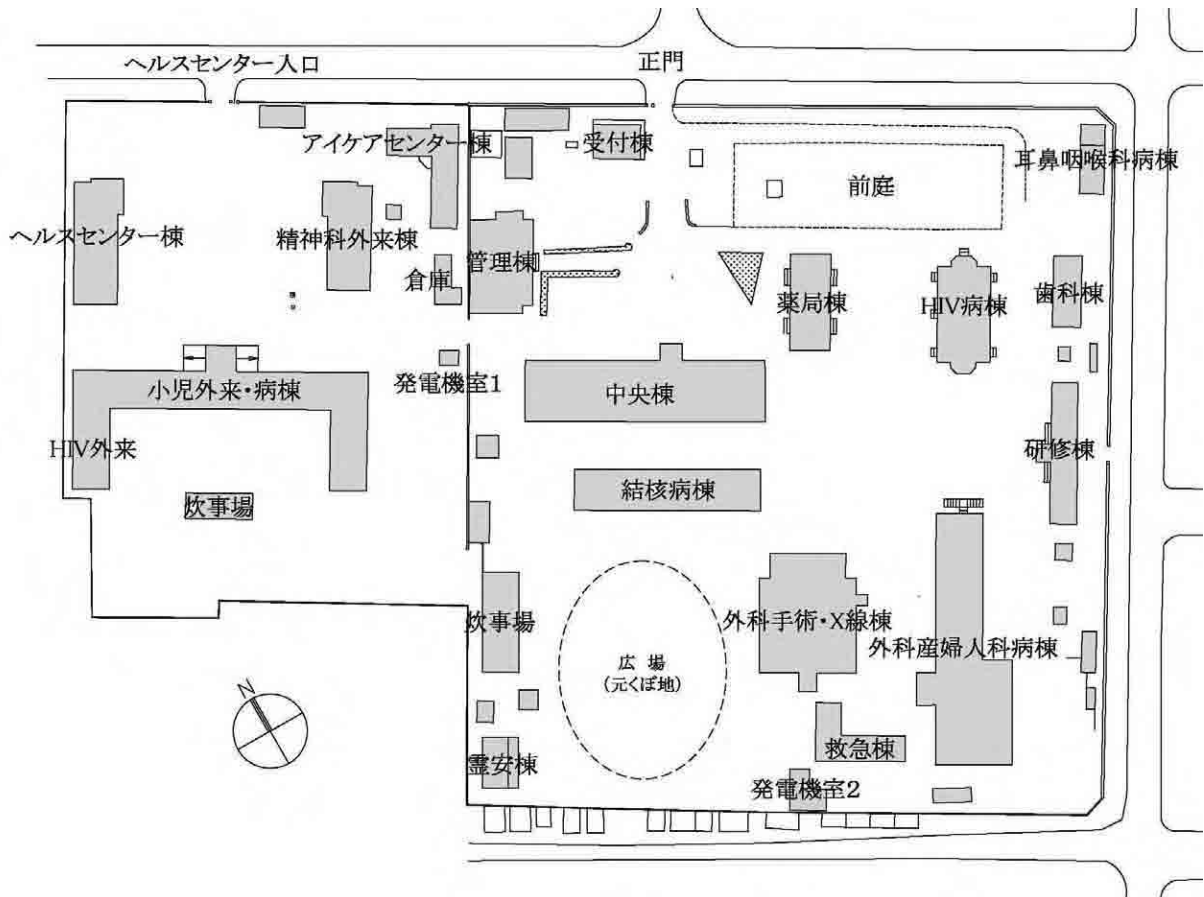 ヘルスセンター入口
正門
アイケアセンター棟
受付棟
耳鼻咽喉科病棟
前庭
ヘルスセンター棟
精神科外来棟
管理棟
倉庫
薬局棟
HIV病棟
歯科棟
発電機室1
小児外来・病棟
中央棟
HIV外来
研修棟
結核病棟
炊事場
炊事場
外科手術・X線棟
外科産婦人科病棟
広 場
(元くぼ地)
N
救急棟
霊安棟
発電機室2